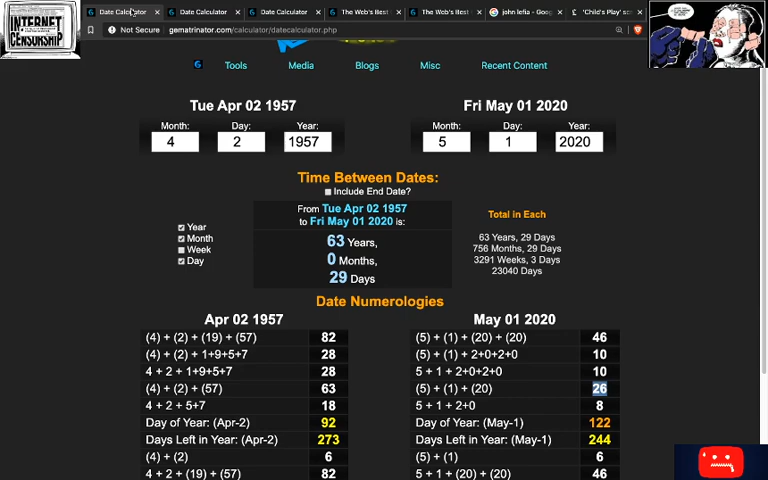 Date Calculator
Date Calculator
Date Calculator
The Web's Best
The Web's Best
john lefia - Goog
'Child's Play' sc
Not Secure gematrinator.com/calculator/datecalculator.php
INTERNET
CENSORSHIP
Tools Media Blogs Misc Recent Content
Tue Apr 02 1957
Fri May 01 2020
Month: Day: Year:
4 2 1957
Month: Day: Year:
5 1 2020
Time Between Dates:
Include End Date?
Year
Month
Week
Day
From Tue Apr 02 1957
to Fri May 01 2020 is:
63 Years,
0 Months,
29 Days
Total in Each
63 Years, 29 Days
756 Months, 29 Days
3291 Weeks, 3 Days
23040 Days
Date Numerologies
Apr 02 1957
(4) + (2) + (19) + (57) 82
(4) + (2) + 1+9+5+7 28
4 + 2 + 1+9+5+7 28
(4) + (2) + (57) 63
4 + 2 + 5+7 18
Day of Year: (Apr-2) 92
Days Left in Year: (Apr-2) 273
(4) + (2) 6
4 + 2 + (19) + (57) 82
May 01 2020
(5) + (1) + (20) + (20) 46
(5) + (1) + 2+0+2+0 10
5 + 1 + 2+0+2+0 10
(5) + (1) + (20) 26
5 + 1 + 2+0 8
Day of Year: (May-1) 122
Days Left in Year: (May-1) 244
(5) + (1) 6
5 + 1 + (20) + (20) 46